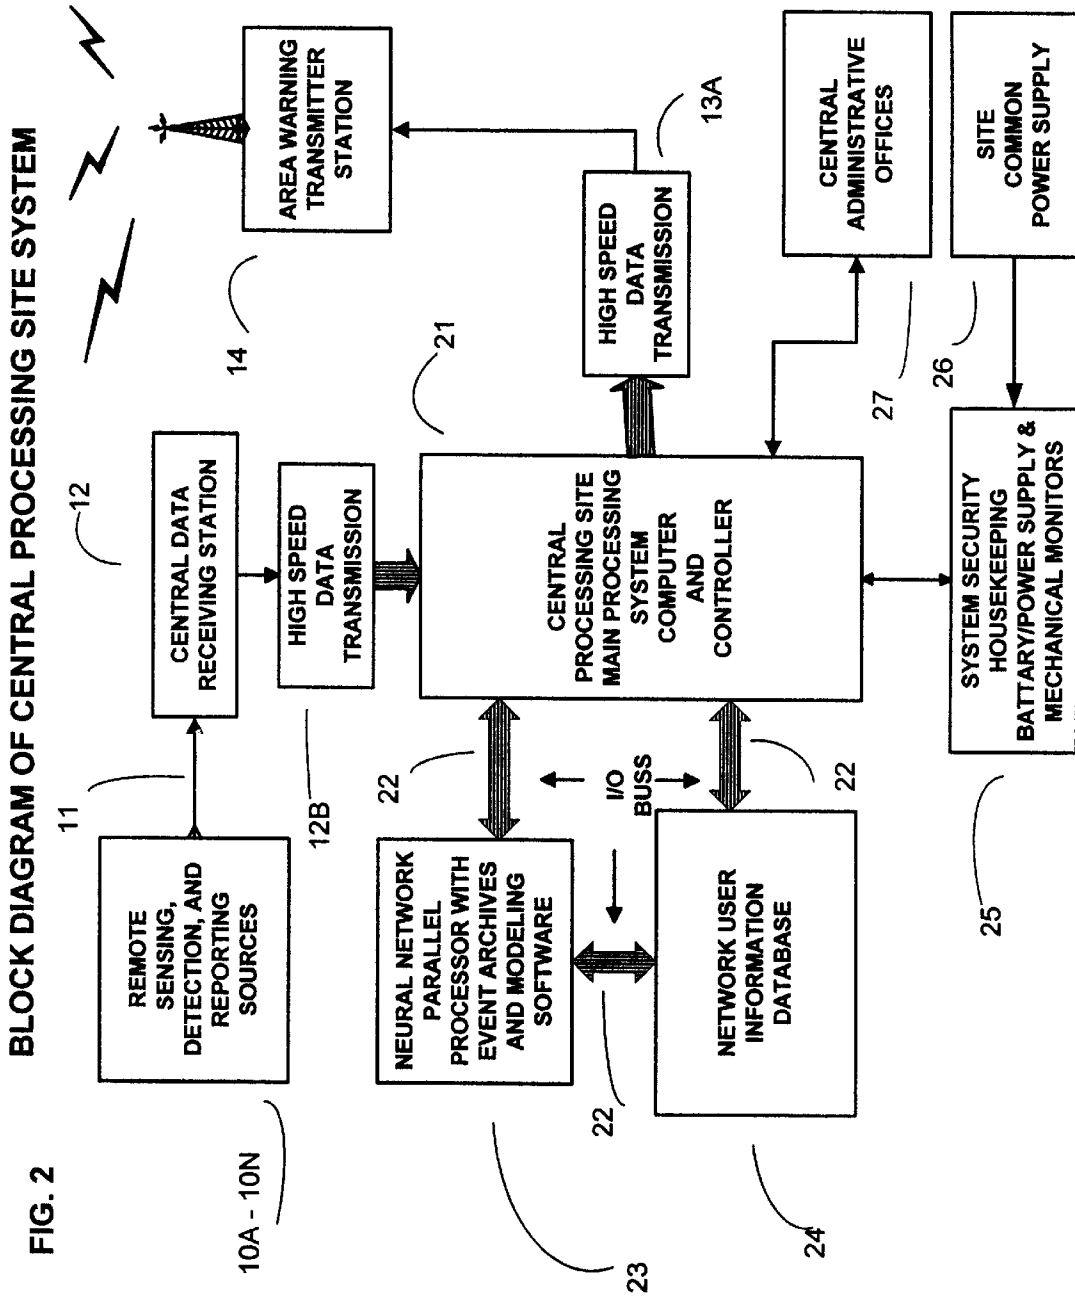 FIG. 2
BLOCK DIAGRAM OF CENTRAL PROCESSING SITE SYSTEM
10A - 10N
REMOTE
SENSING,
DETECTION, AND
REPORTING
SOURCES
11
12
CENTRAL DATA
RECEIVING STATION
12B
HIGH SPEED
DATA
TRANSMISSION
14
AREA WARNING
TRANSMITTER
STATION
21
CENTRAL
PROCESSING SITE
MAIN PROCESSING
SYSTEM
COMPUTER
AND
CONTROLLER
HIGH SPEED
DATA
TRANSMISSION
13A
23
NEURAL NETWORK
PARALLEL
PROCESSOR WITH
EVENT ARCHIVES
AND MODELING
SOFTWARE
22
22
I/O
BUSS
22
24
NETWORK USER
INFORMATION
DATABASE
27
CENTRAL
ADMINISTRATIVE
OFFICES
26
SITE
COMMON
POWER SUPPLY
25
SYSTEM SECURITY
HOUSEKEEPING
BATTARY/POWER SUPPLY &
MECHANICAL MONITORS